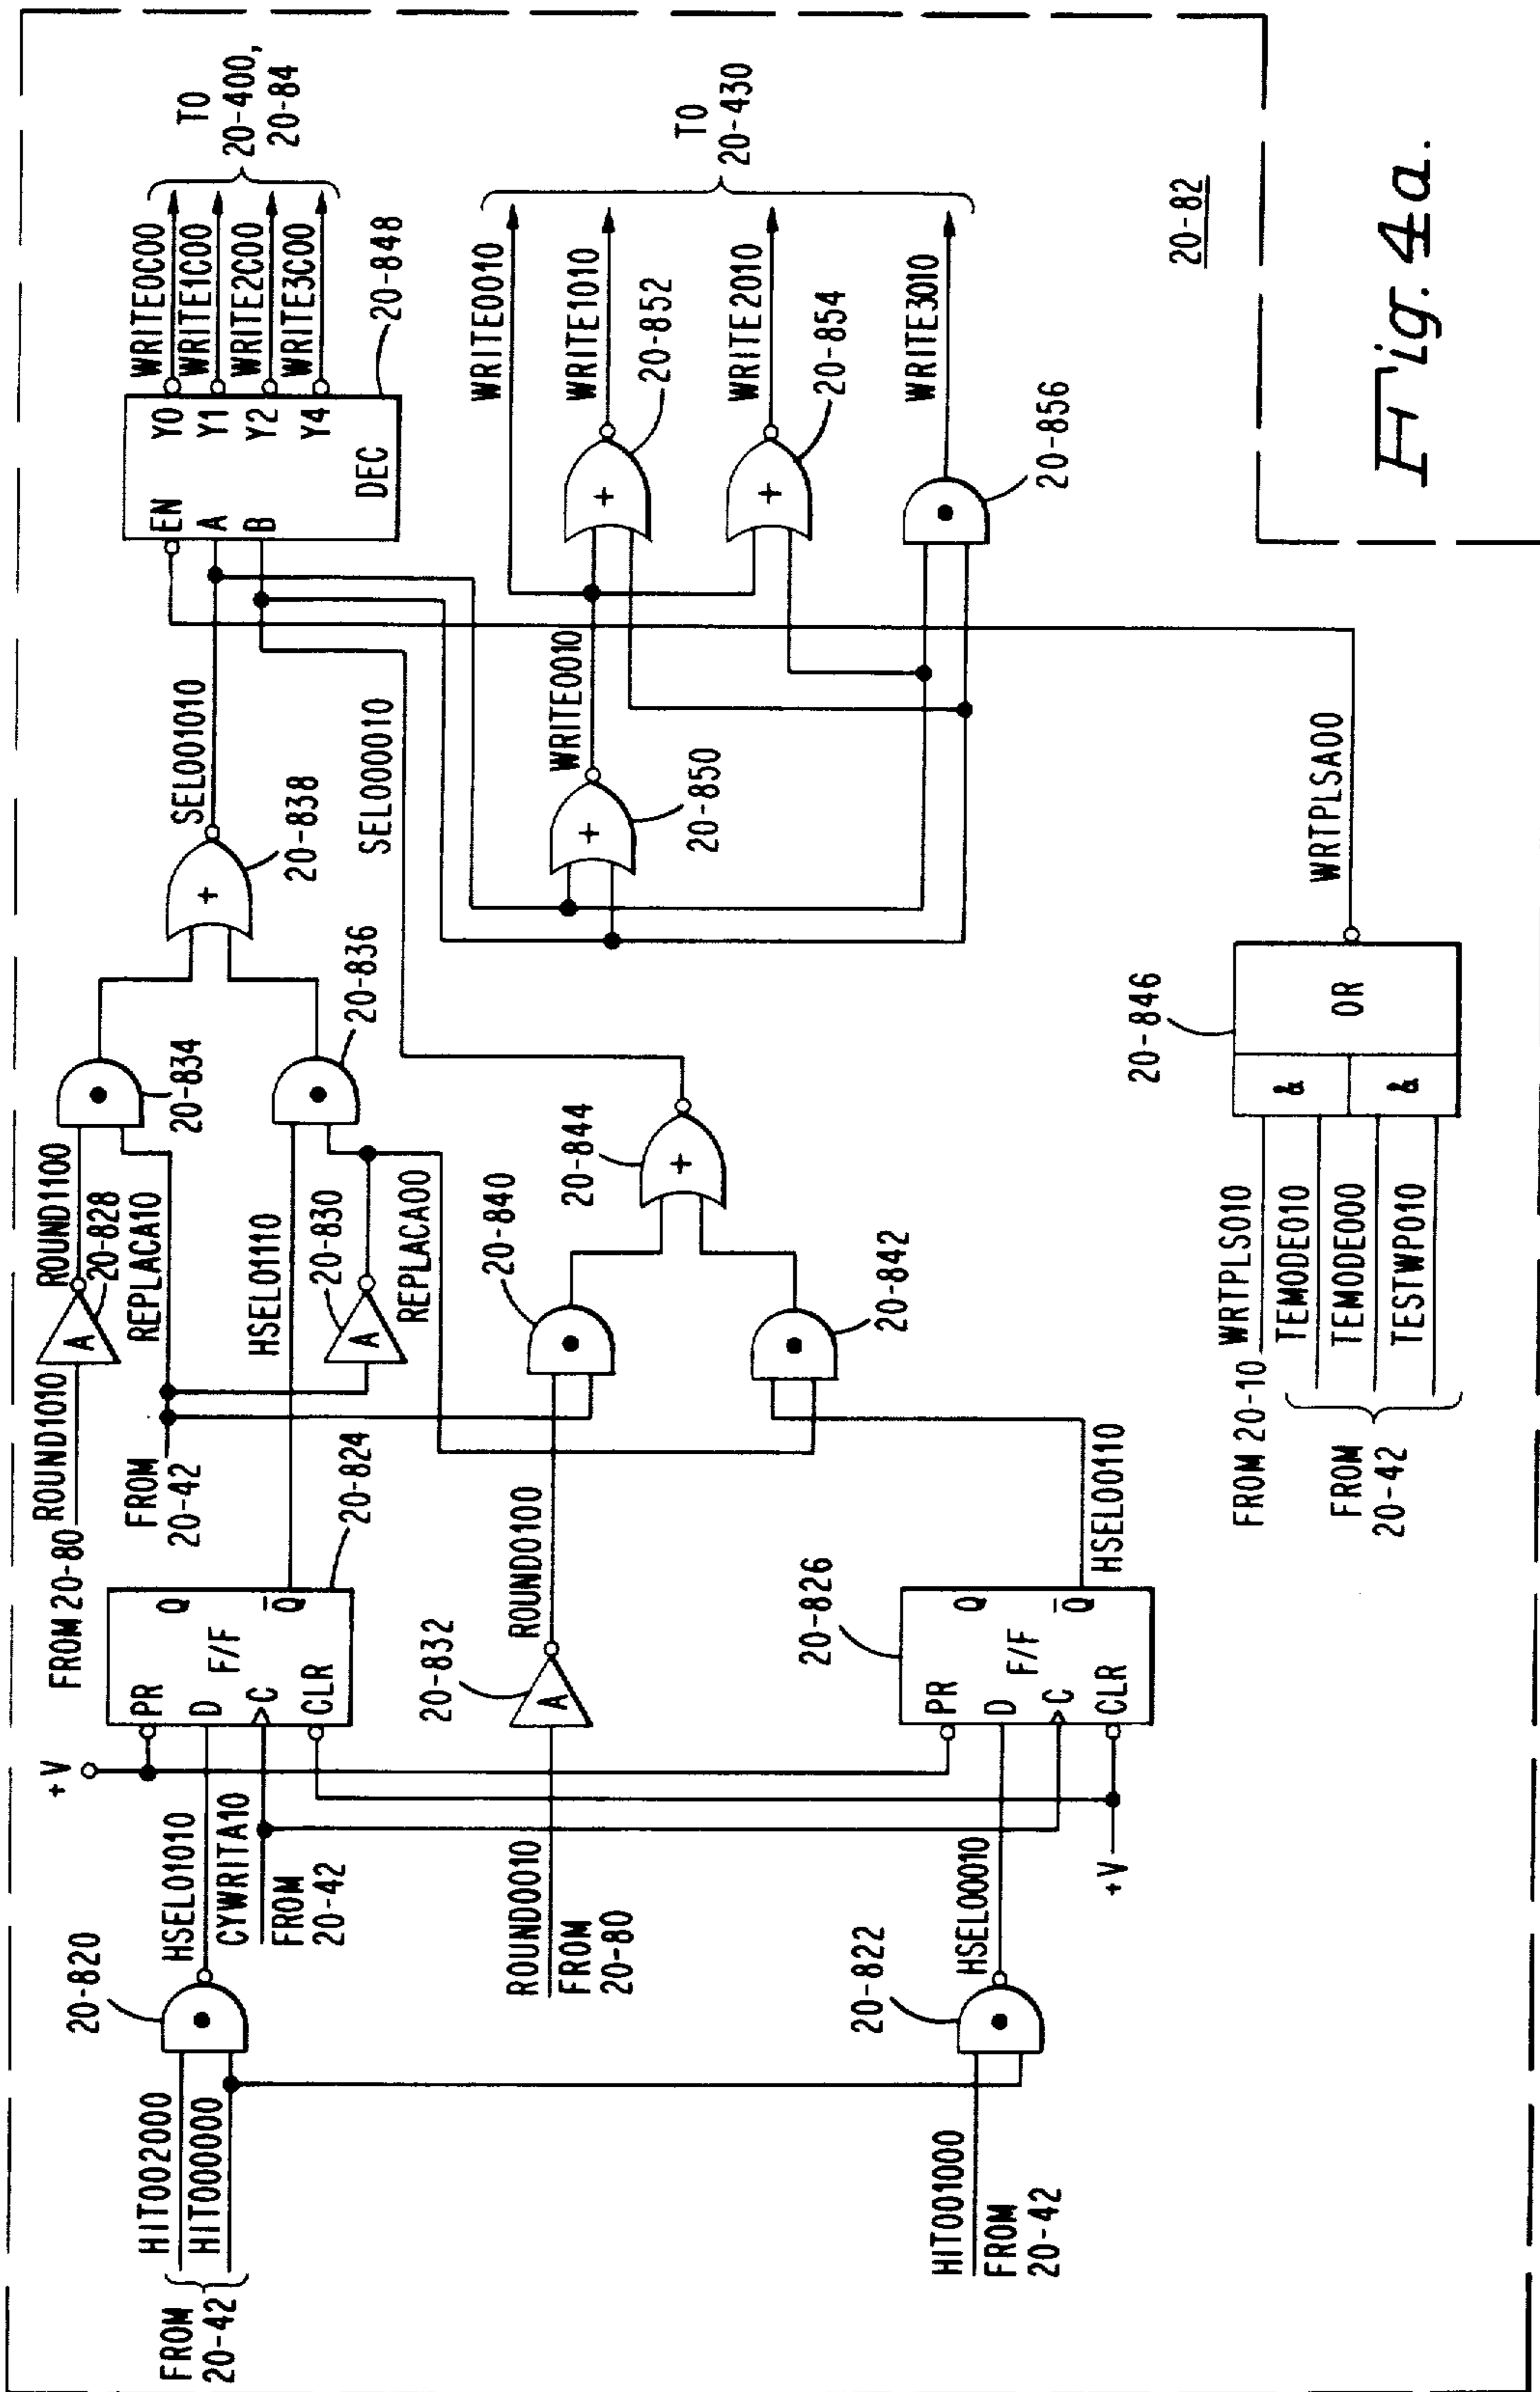 FROM
20-42
HIT002000
HIT000000
20-820
HSEL01010
CYWRITA10
FROM
20-42
+V
PR
D
C
CLR
F/F
Q
Q̅
20-824
FROM 20-80
ROUND1010
A
20-828
ROUND1100
FROM
20-42
REPLACA10
HSEL01110
A
20-830
REPLACA00
20-834
20-836
+
20-838
SEL001010
SEL000010
EN
A
B
Y0
Y1
Y2
Y4
DEC
20-848
WRITE0C00
WRITE1C00
WRITE2C00
WRITE3C00
TO
20-400,
20-84
ROUND0010
FROM
20-80
A
20-832
ROUND0100
20-840
20-842
+
20-844
+
20-850
WRITE0010
WRITE0010
+
20-852
WRITE1010
+
20-854
WRITE2010
20-856
WRITE3010
TO
20-430
HIT001000
FROM
20-42
20-822
HSEL00010
+V
PR
D
C
CLR
F/F
Q
Q̅
20-826
HSEL00110
FROM 20-10
WRTPLS010
TEMODE010
TEMODE000
TESTWP010
FROM
20-42
&
&
OR
20-846
WRTPLSA00
20-82
Fig. 4a.